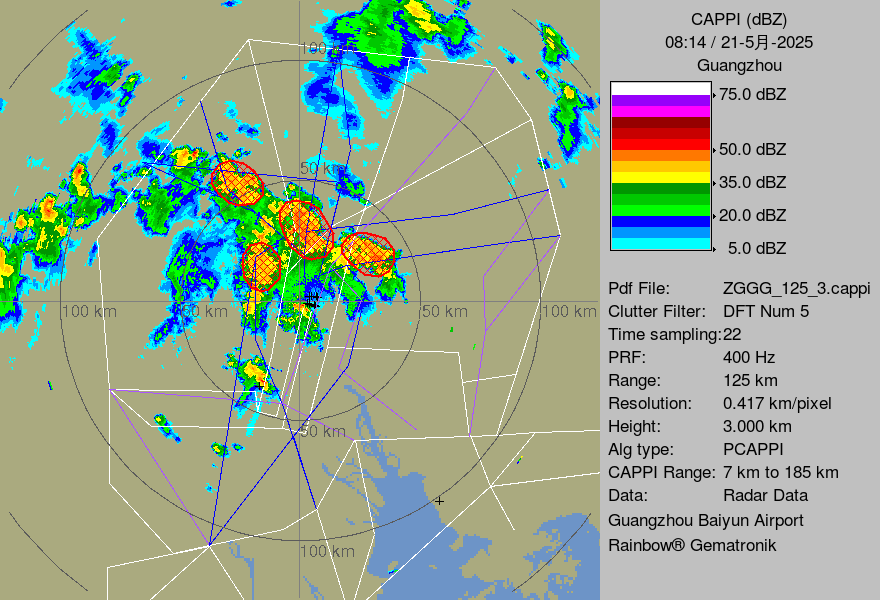 CAPPI (dBZ)
08:14 / 21-5月-2025
Guangzhou
75.0 dBZ
50.0 dBZ
35.0 dBZ
20.0 dBZ
5.0 dBZ
Pdf File: ZGGG_125_3.cappi
Clutter Filter: DFT Num 5
Time sampling:22
PRF: 400 Hz
Range: 125 km
Resolution: 0.417 km/pixel
Height: 3.000 km
Alg type: PCAPPI
CAPPI Range: 7 km to 185 km
Data: Radar Data
Guangzhou Baiyun Airport
Rainbow® Gematronik
100 km
50 km
100 km
50 km
50 km
100 km
50 km
100 km